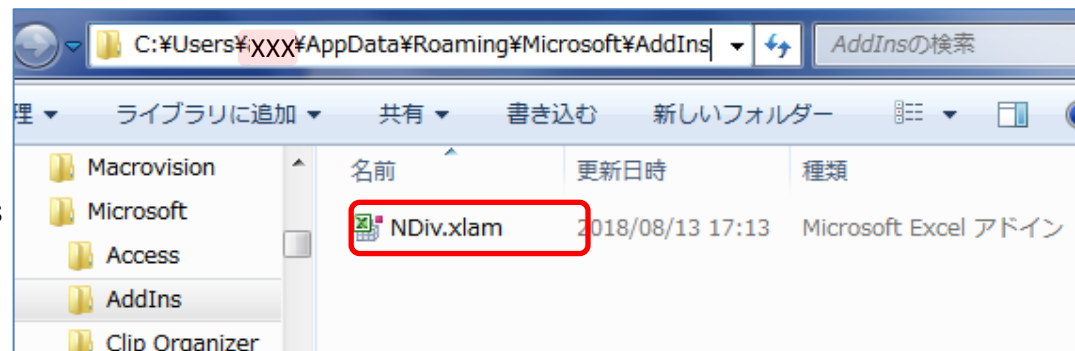 C:¥Users¥xxx¥AppData¥Roaming¥Microsoft¥AddIns
AddInsの検索
理 ライブラリに追加 共有 書き込む 新しいフォルダー
Macrovision
Microsoft
Access
AddIns
Clip Organizer
名前 更新日時 種類
NDiv.xlam 2018/08/13 17:13 Microsoft Excel アドイン